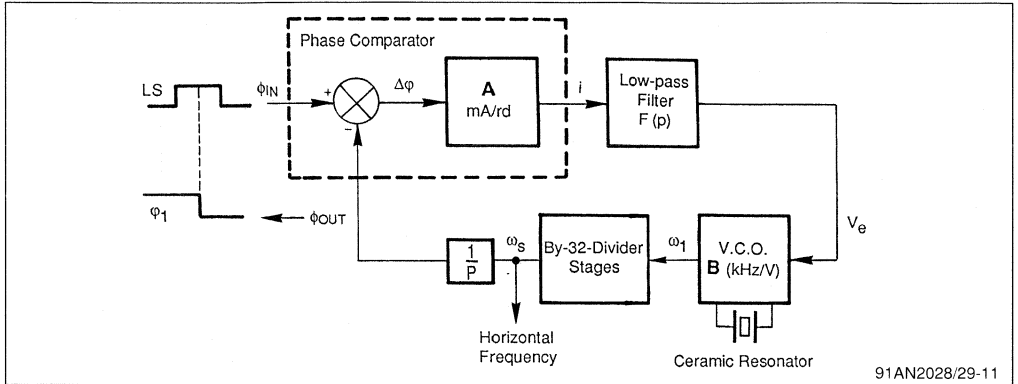 Phase Comparator
LS
ϕIN
+
−
Δφ
A
mA/rd
i
Low-pass
Filter
F (p)
φ1
ϕOUT
1
P
ωs
By-32-Divider
Stages
ω1
V.C.O.
B (kHz/V)
Ve
Horizontal
Frequency
Ceramic Resonator
91AN2028/29-11